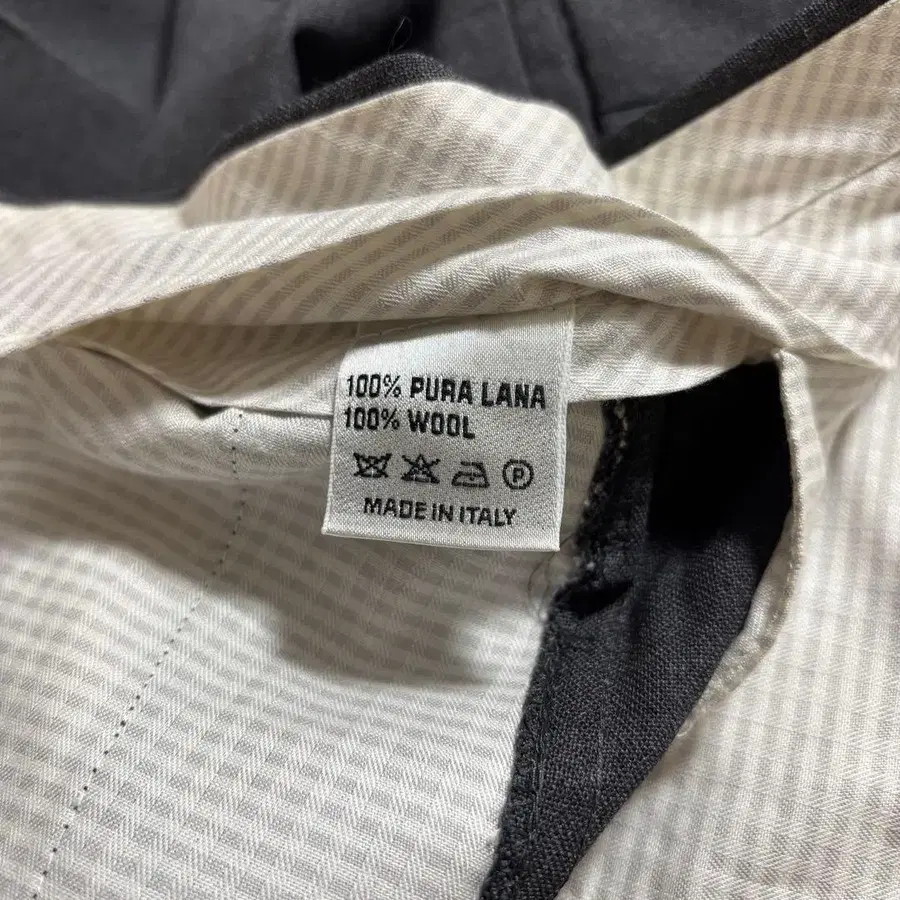 100% PURA LANA
100% WOOL
P
MADE IN ITALY